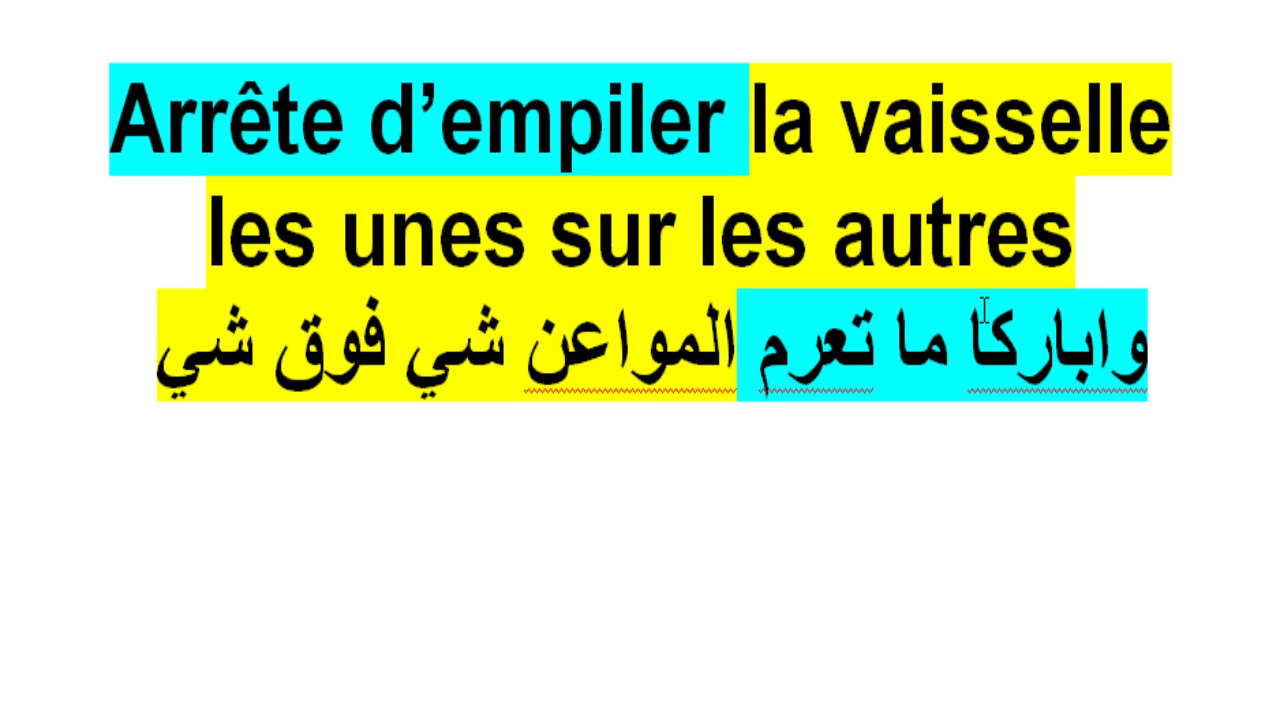 Arrête d’empiler la vaisselle
les unes sur les autres
واباركا ما تعرم المواعن شي فوق شي